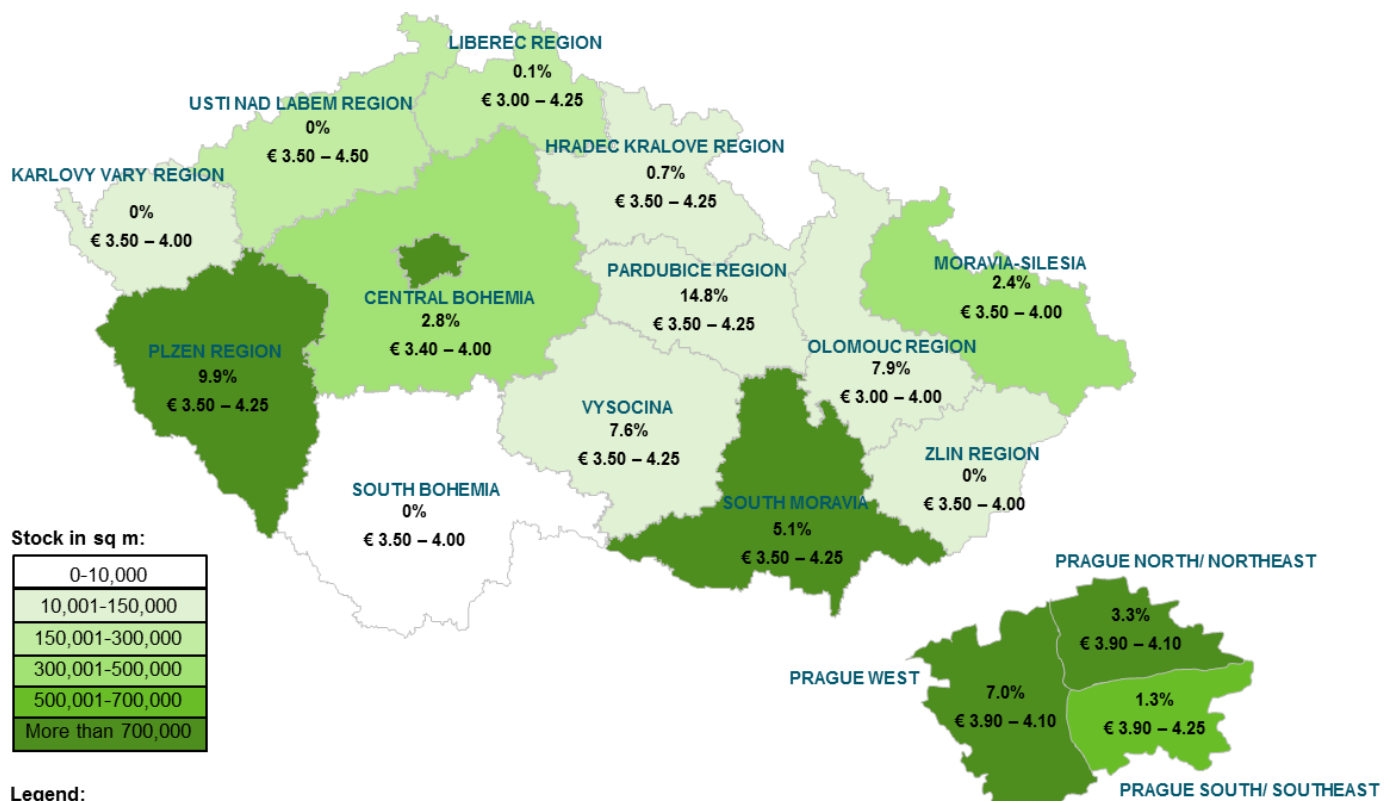 LIBEREC REGION
0.1%
€ 3.00 – 4.25
USTI NAD LABEM REGION
0%
€ 3.50 – 4.50
HRADEC KRALOVE REGION
0.7%
€ 3.50 – 4.25
KARLOVY VARY REGION
0%
€ 3.50 – 4.00
MORAVIA-SILESIA
2.4%
€ 3.50 – 4.00
PARDUBICE REGION
14.8%
€ 3.50 – 4.25
CENTRAL BOHEMIA
2.8%
€ 3.40 – 4.00
PLZEN REGION
9.9%
€ 3.50 – 4.25
OLOMOUC REGION
7.9%
€ 3.00 – 4.00
VYSOCINA
7.6%
€ 3.50 – 4.25
ZLIN REGION
0%
€ 3.50 – 4.00
SOUTH BOHEMIA
0%
€ 3.50 – 4.00
SOUTH MORAVIA
5.1%
€ 3.50 – 4.25
Stock in sq m:
0-10,000
10,001-150,000
150,001-300,000
300,001-500,000
500,001-700,000
More than 700,000
PRAGUE NORTH/ NORTHEAST
3.3%
€ 3.90 – 4.10
PRAGUE WEST
7.0%
€ 3.90 – 4.10
1.3%
€ 3.90 – 4.25
PRAGUE SOUTH/ SOUTHEAST
Legend: